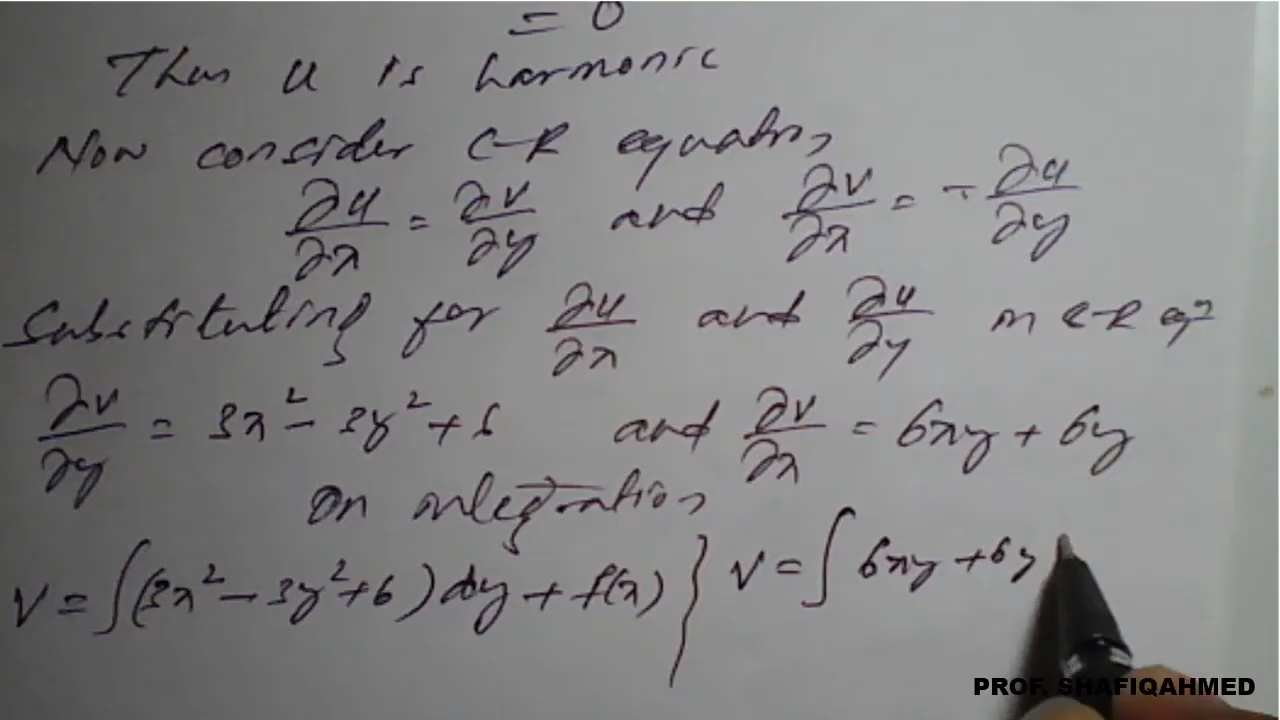 = 0
Thus u is harmonic
Now consider C-R equations
∂u/∂x = ∂v/∂y and ∂v/∂x = -∂u/∂y
Substituting for ∂u/∂x and ∂u/∂y in C-R eqn
∂v/∂y = 3x² - 3y² + 6 and ∂v/∂x = 6xy + 6y
On integration,
V = ∫(3x² - 3y² + 6) dy + f(x) } V = ∫ 6xy + 6y
PROF. SHAFIQAHMED